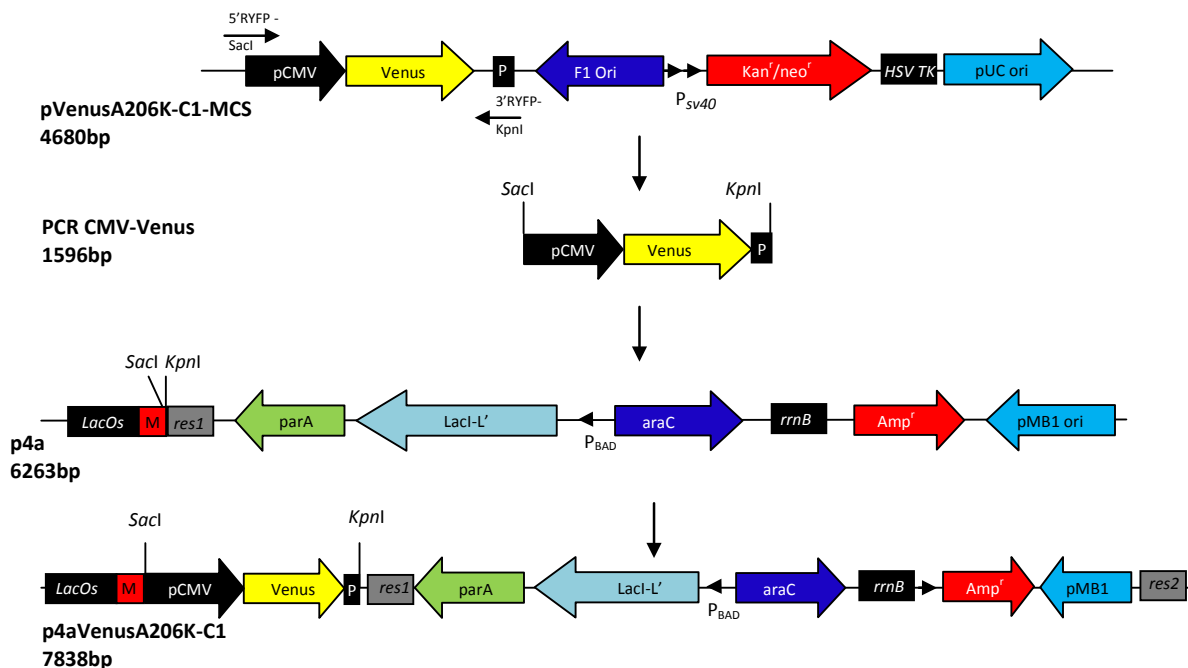 5'RYFP -
SacI
pCMV
Venus
P
F1 Ori
Kanʳ/neoʳ
HSV TK
pUC ori
3'RYFP-
KpnI
Psv40
pVenusA206K-C1-MCS
4680bp
SacI
KpnI
PCR CMV-Venus
1596bp
pCMV
Venus
P
SacI KpnI
LacOs
M
res1
parA
LacI-L'
PBAD
araC
rrnB
Ampʳ
pMB1 ori
p4a
6263bp
SacI
KpnI
LacOs
M
pCMV
Venus
P
res1
parA
LacI-L'
PBAD
araC
rrnB
Ampʳ
pMB1
res2
p4aVenusA206K-C1
7838bp